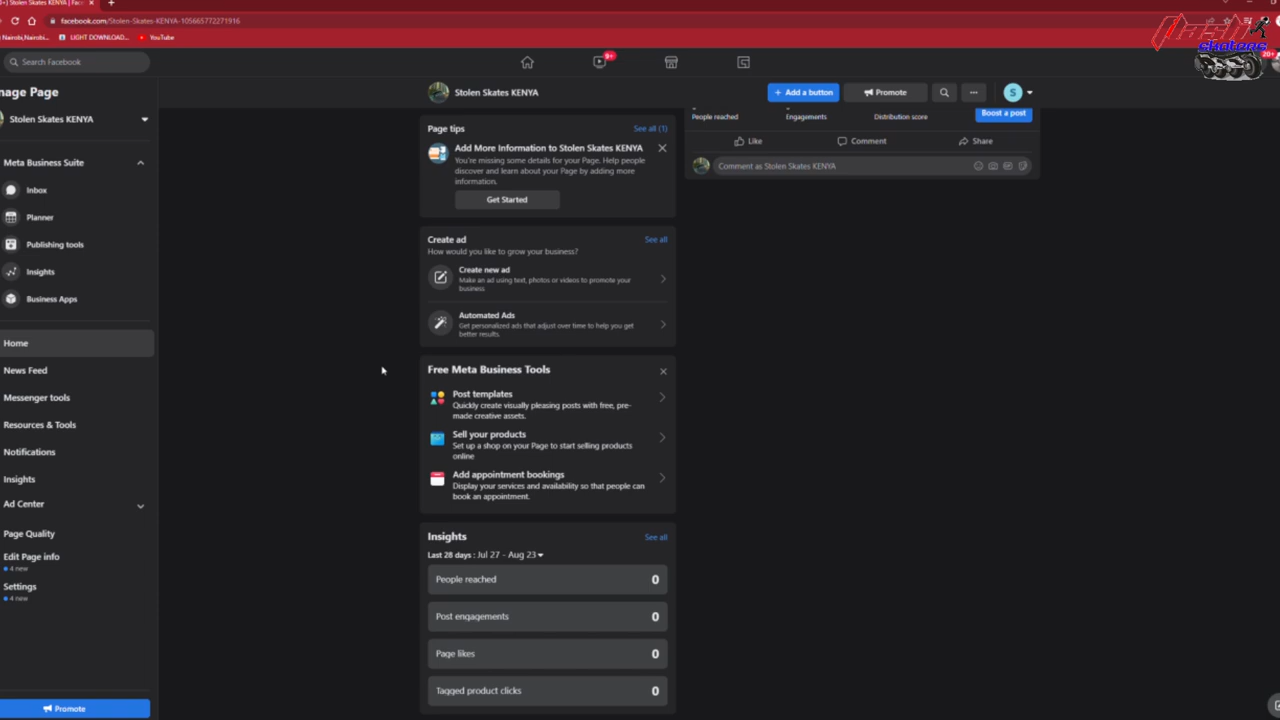 Stolen Skates KENYA | Fac
facebook.com/Stolen-Skates-KENYA-105665772271916
Nairobi,Nairobi...
LIGHT DOWNLOAD...
YouTube
flash
skates
Search Facebook
9+
20+
nage Page
Stolen Skates KENYA
+ Add a button
Promote
...
S
Stolen Skates KENYA
Meta Business Suite
Inbox
Planner
Publishing tools
Insights
Business Apps
Home
News Feed
Messenger tools
Resources & Tools
Notifications
Insights
Ad Center
Page Quality
Edit Page info
4 new
Settings
4 new
Promote
Page tips
See all (1)
Add More Information to Stolen Skates KENYA
You're missing some details for your Page. Help people
discover and learn about your Page by adding more
information.
Get Started
Create ad
See all
How would you like to grow your business?
Create new ad
Make an ad using text, photos or videos to promote your
business
Automated Ads
Get personalized ads that adjust over time to help you get
better results.
Free Meta Business Tools
Post templates
Quickly create visually pleasing posts with free, pre-
made creative assets.
Sell your products
Set up a shop on your Page to start selling products
online
Add appointment bookings
Display your services and availability so that people can
book an appointment.
Insights
See all
Last 28 days : Jul 27 - Aug 23
People reached 0
Post engagements 0
Page likes 0
Tagged product clicks 0
People reached
Engagements
Distribution score
Boost a post
Like
Comment
Share
Comment as Stolen Skates KENYA